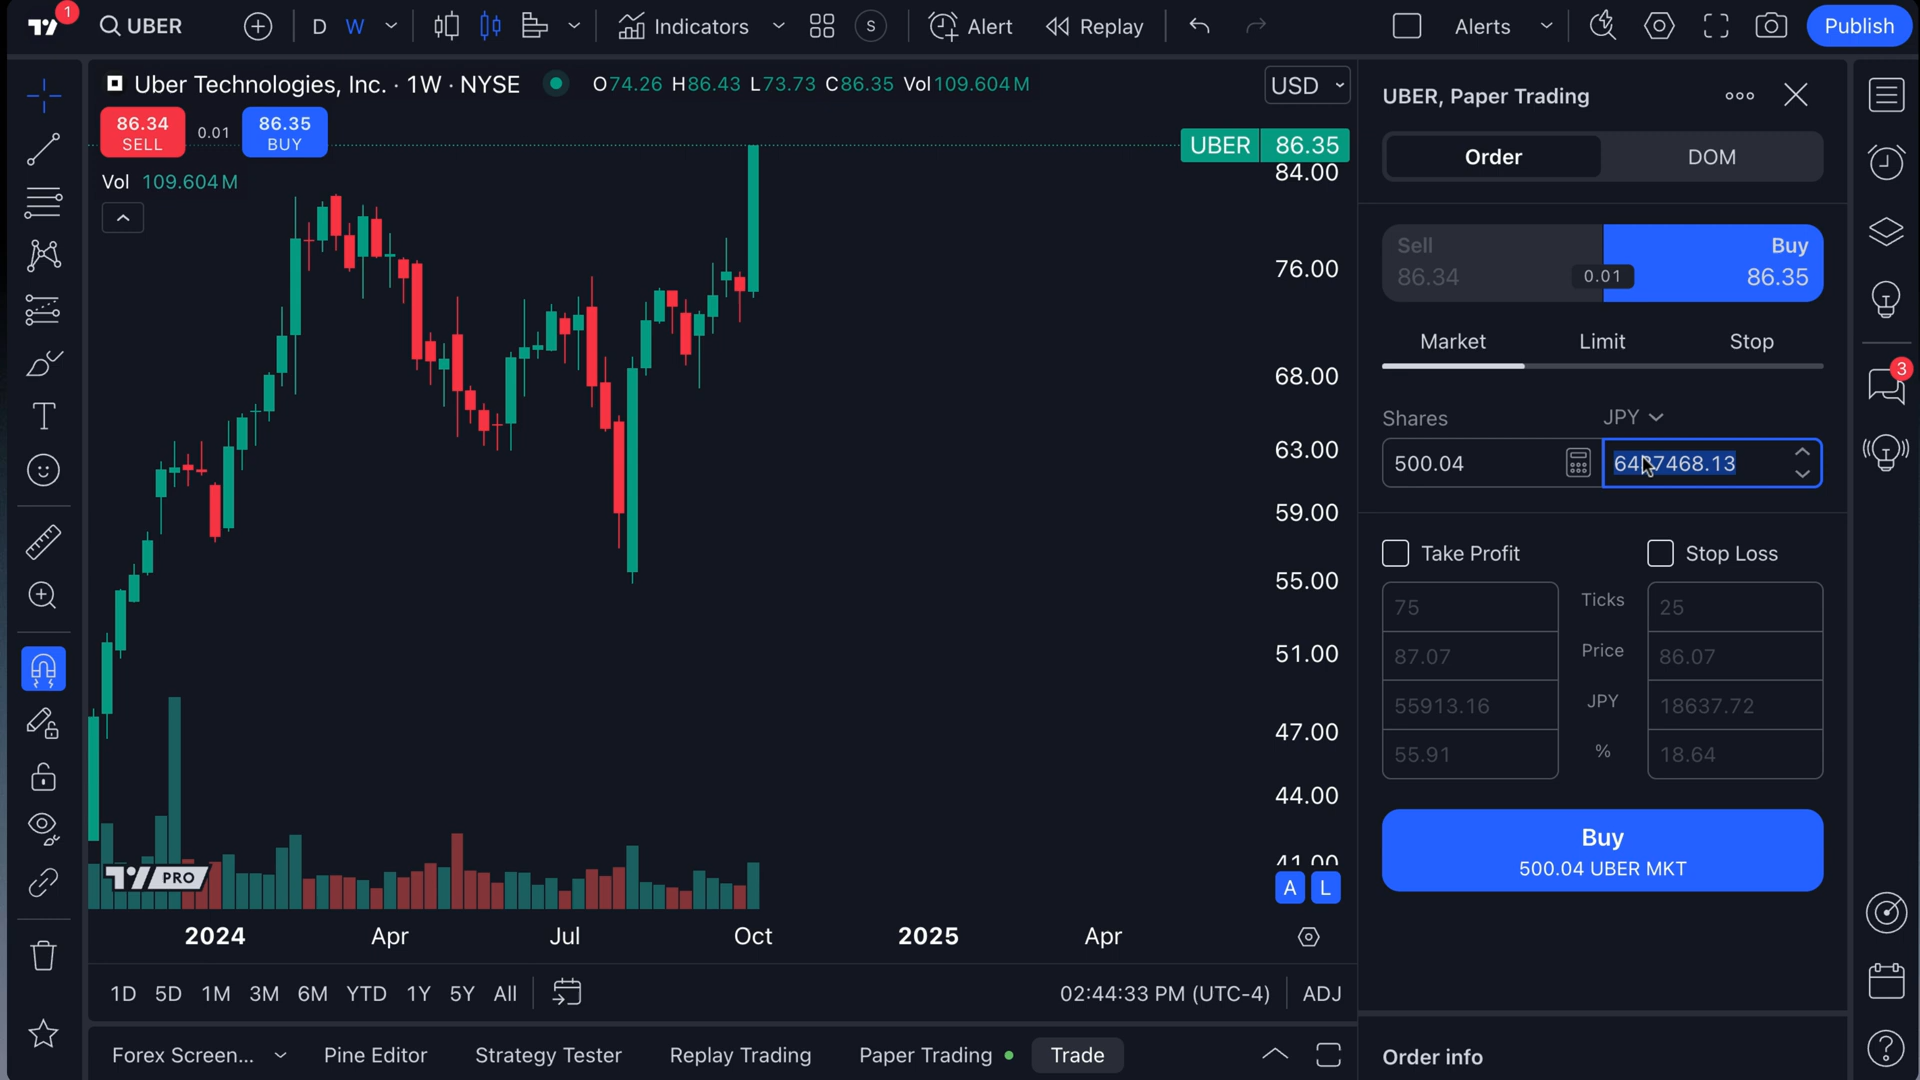 1
UBER
D
W
Indicators
S
Alert
Replay
Alerts
Publish
Uber Technologies, Inc. · 1W · NYSE
O74.26 H86.43 L73.73 C86.35 Vol109.604M
USD
86.34
SELL
0.01
86.35
BUY
Vol 109.604M
UBER 86.35
84.00
76.00
68.00
63.00
59.00
55.00
51.00
47.00
44.00
41.00
A L
PRO
2024 Apr Jul Oct 2025 Apr
1D 5D 1M 3M 6M YTD 1Y 5Y All
02:44:33 PM (UTC-4) ADJ
Forex Screen...
Pine Editor
Strategy Tester
Replay Trading
Paper Trading
Trade
UBER, Paper Trading
Order DOM
Sell
86.34
0.01
Buy
86.35
Market Limit Stop
Shares JPY
500.04
Take Profit Stop Loss
75 Ticks 25
87.07 Price 86.07
55913.16 JPY 18637.72
55.91 % 18.64
Buy
500.04 UBER MKT
Order info
3